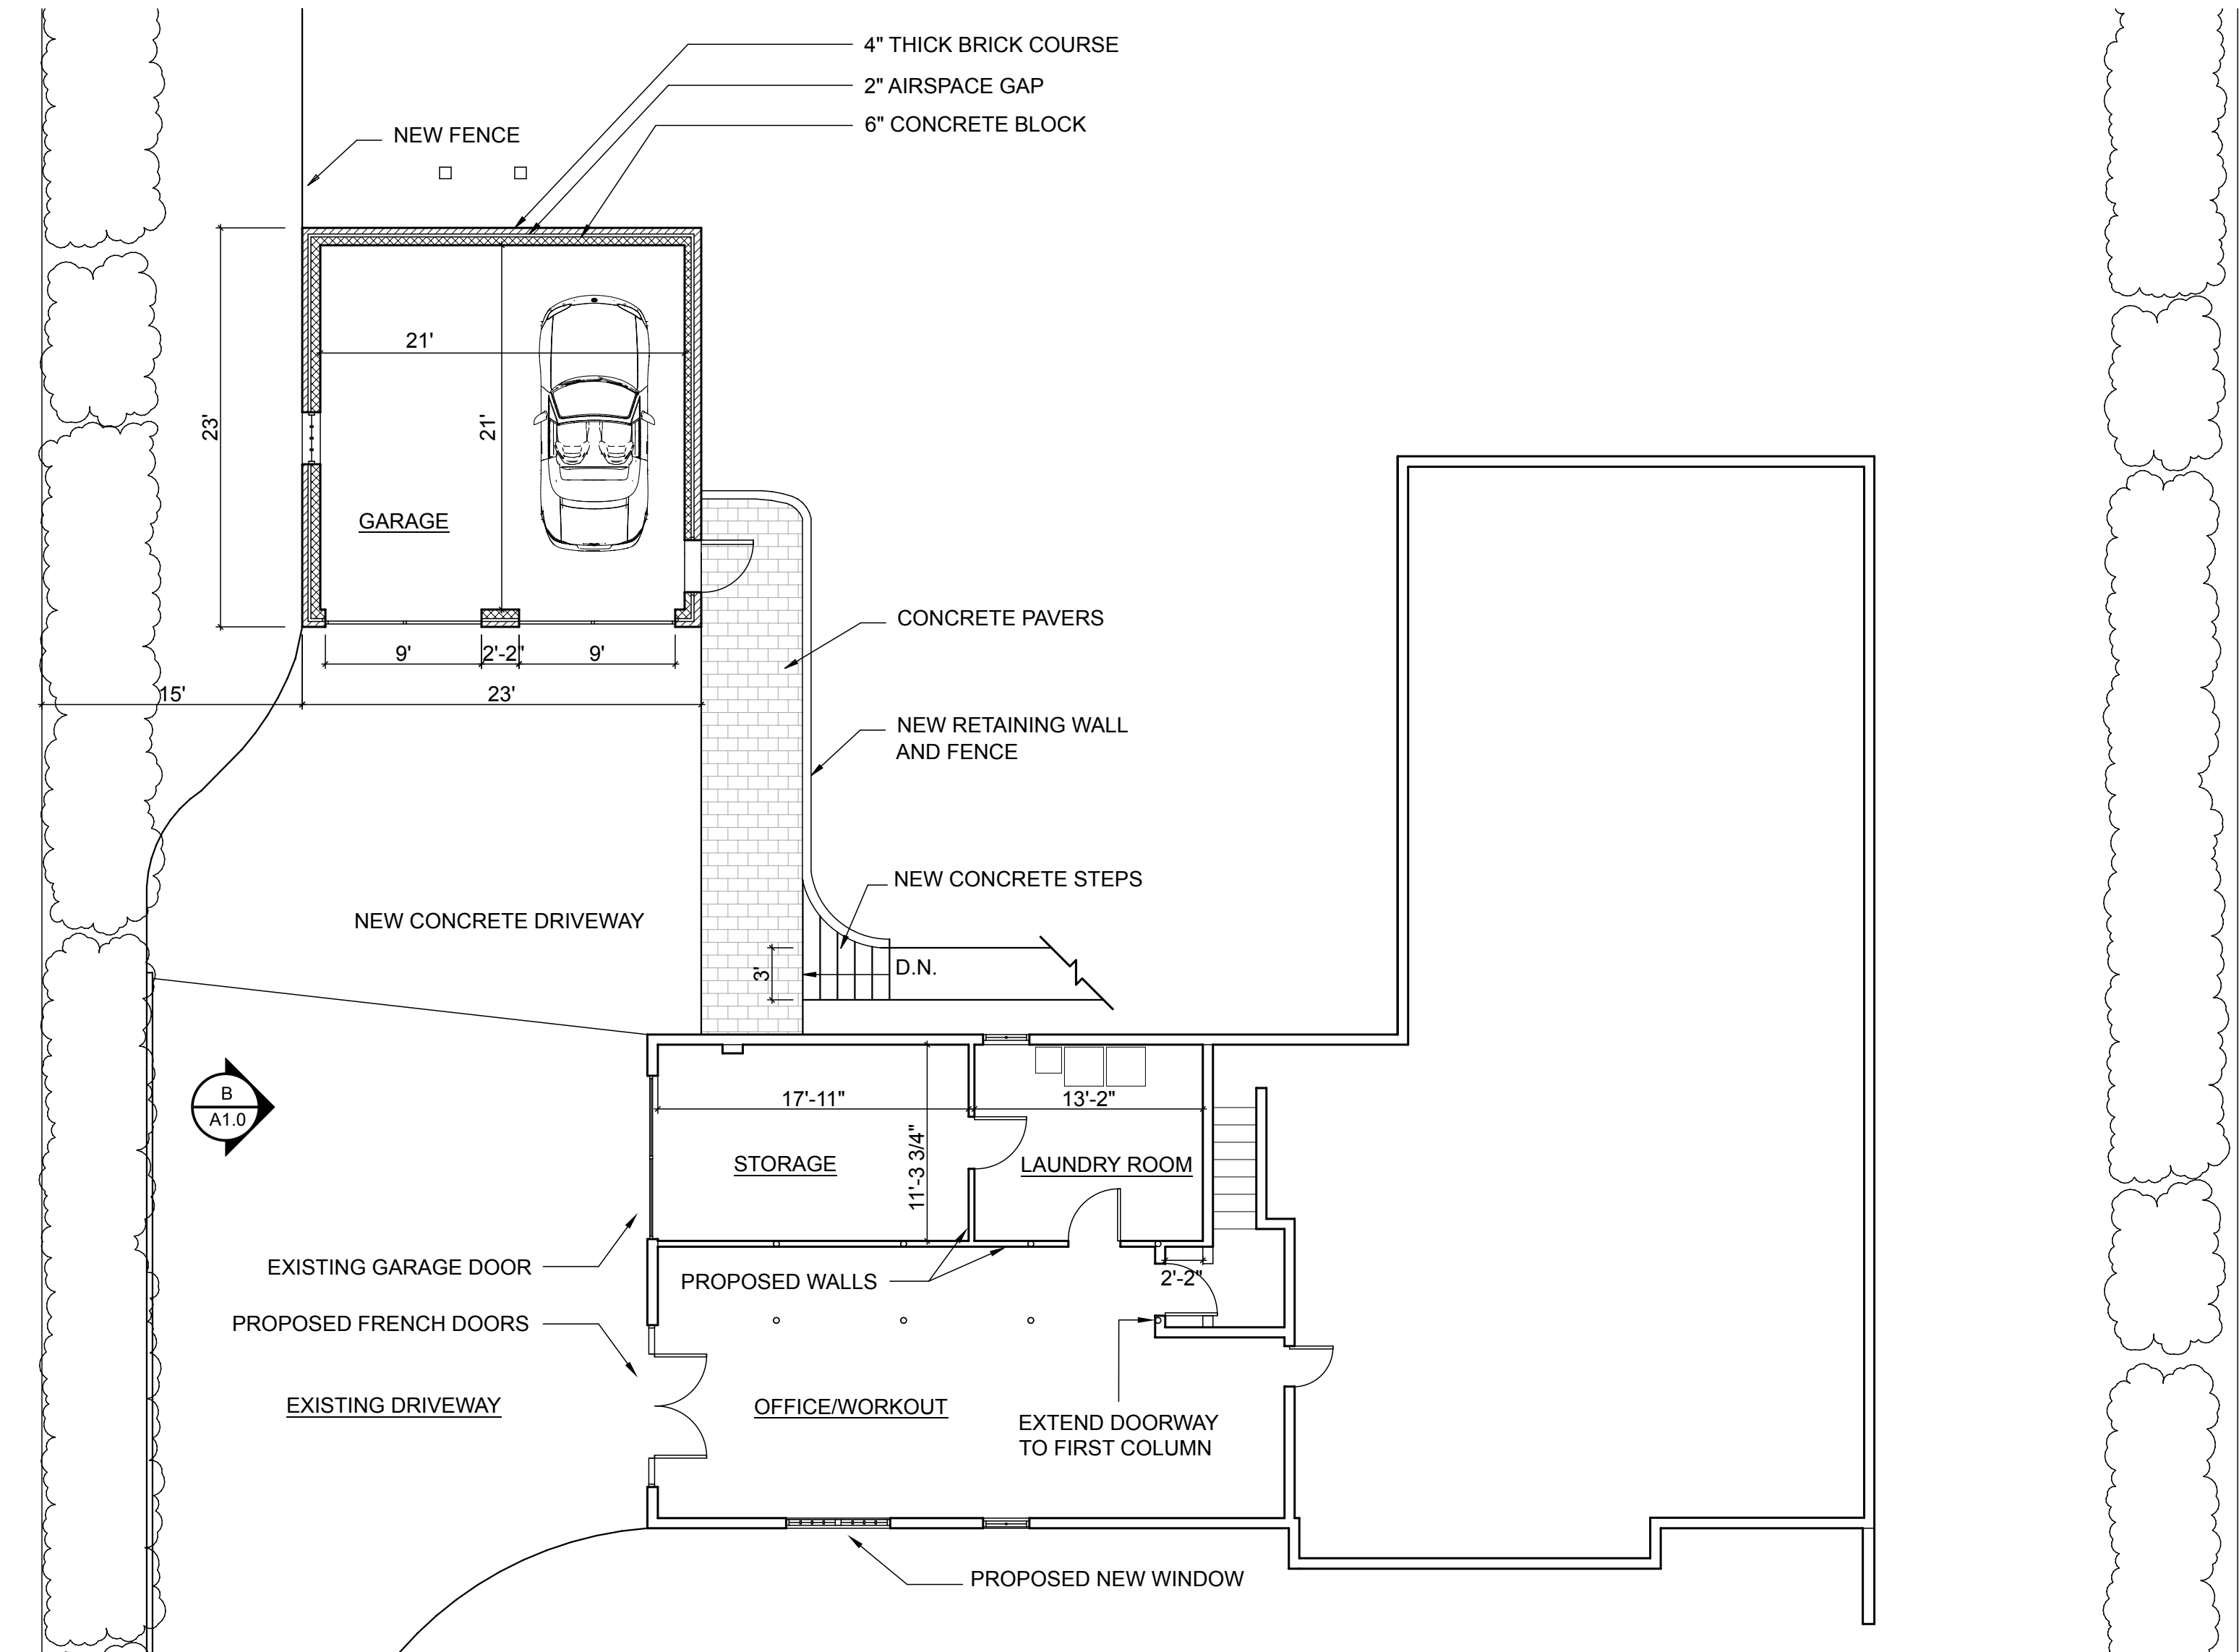 4" THICK BRICK COURSE
2" AIRSPACE GAP
6" CONCRETE BLOCK
NEW FENCE
21'
23'
21'
GARAGE
CONCRETE PAVERS
9'
2'-2"
9'
15'
23'
NEW RETAINING WALL
AND FENCE
NEW CONCRETE STEPS
NEW CONCRETE DRIVEWAY
3'
D.N.
B
A1.0
17'-11"
13'-2"
11'-3 3/4"
STORAGE
LAUNDRY ROOM
EXISTING GARAGE DOOR
PROPOSED WALLS
2'-2"
PROPOSED FRENCH DOORS
EXISTING DRIVEWAY
OFFICE/WORKOUT
EXTEND DOORWAY
TO FIRST COLUMN
PROPOSED NEW WINDOW